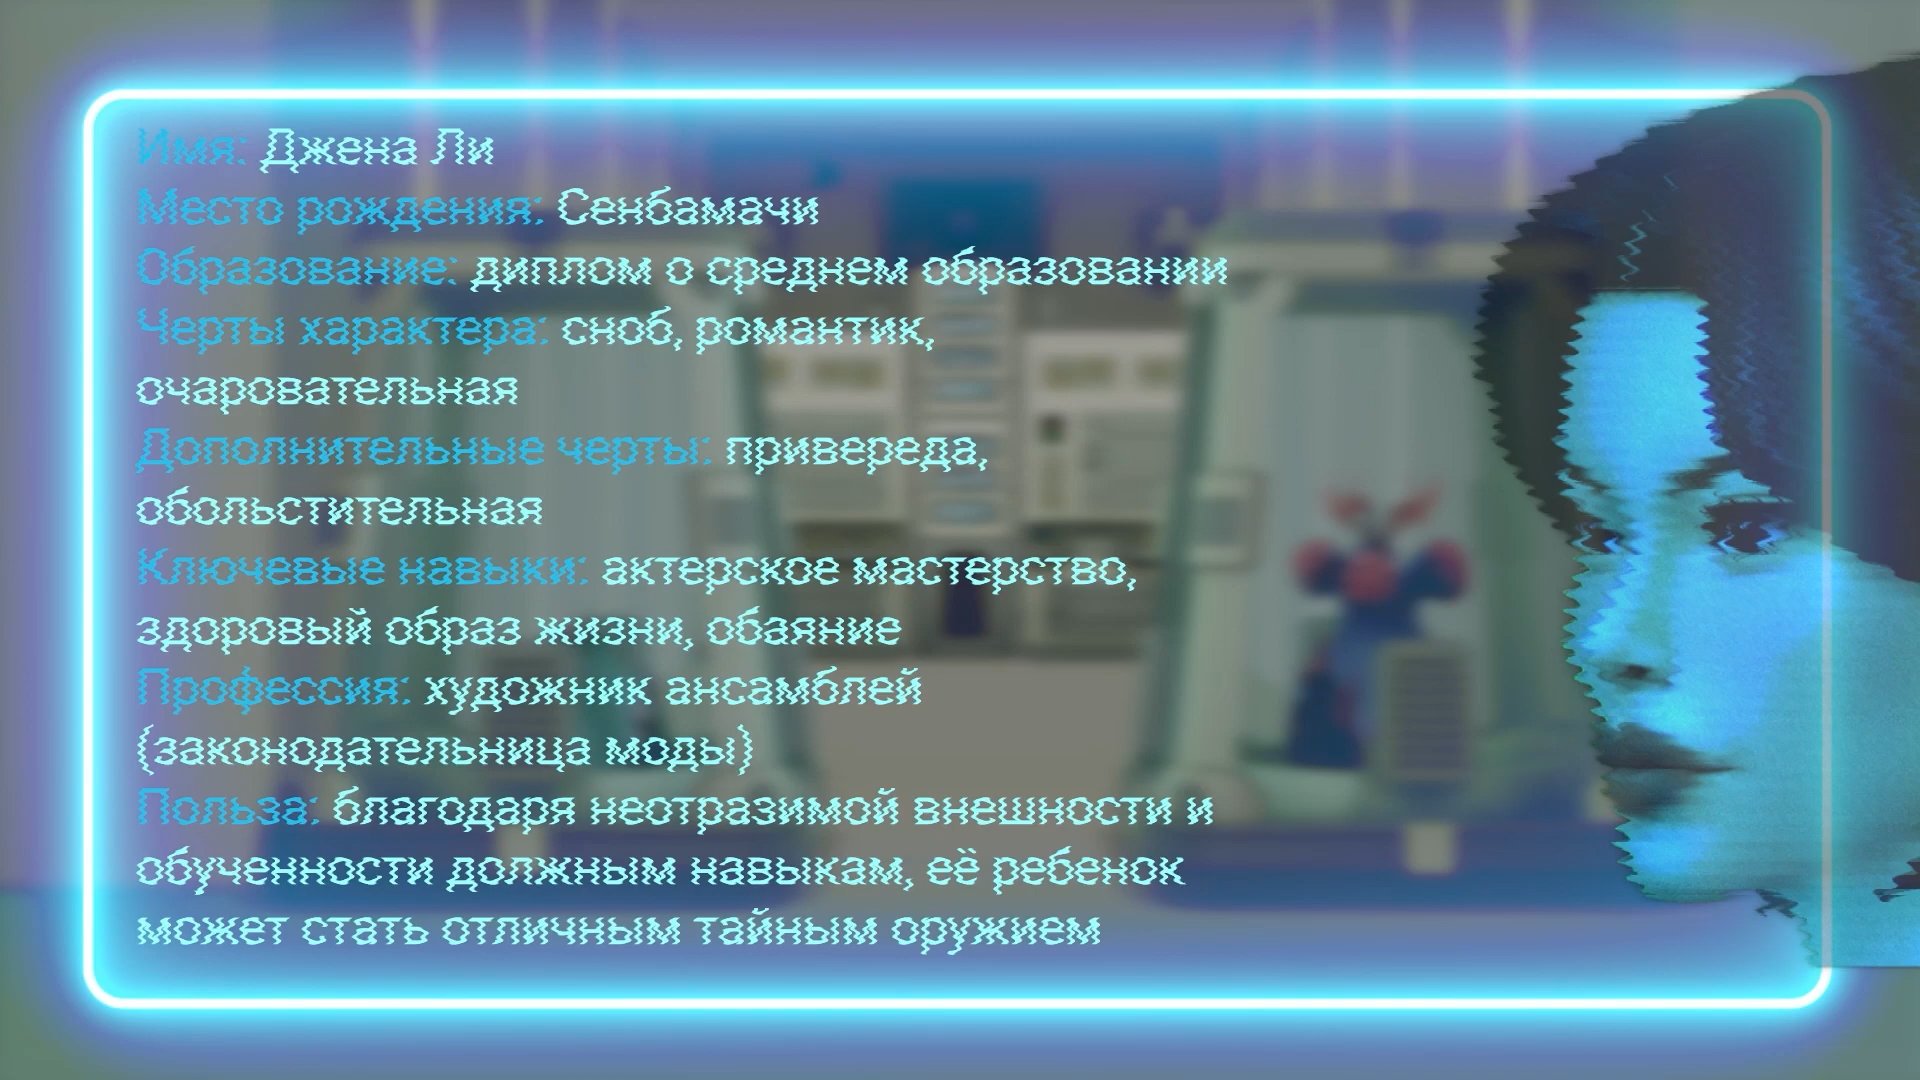 Имя: Джена Ли
Место рождения: Сенбамачи
Образование: диплом о среднем образовании
Черты характера: сноб, романтик,
очаровательная
Дополнительные черты: привереда,
обольстительная
Ключевые навыки: актерское мастерство,
здоровый образ жизни, обаяние
Профессия: художник ансамблей
(законодательница моды)
Польза: благодаря неотразимой внешности и
обученности должным навыкам, её ребенок
может стать отличным тайным оружием